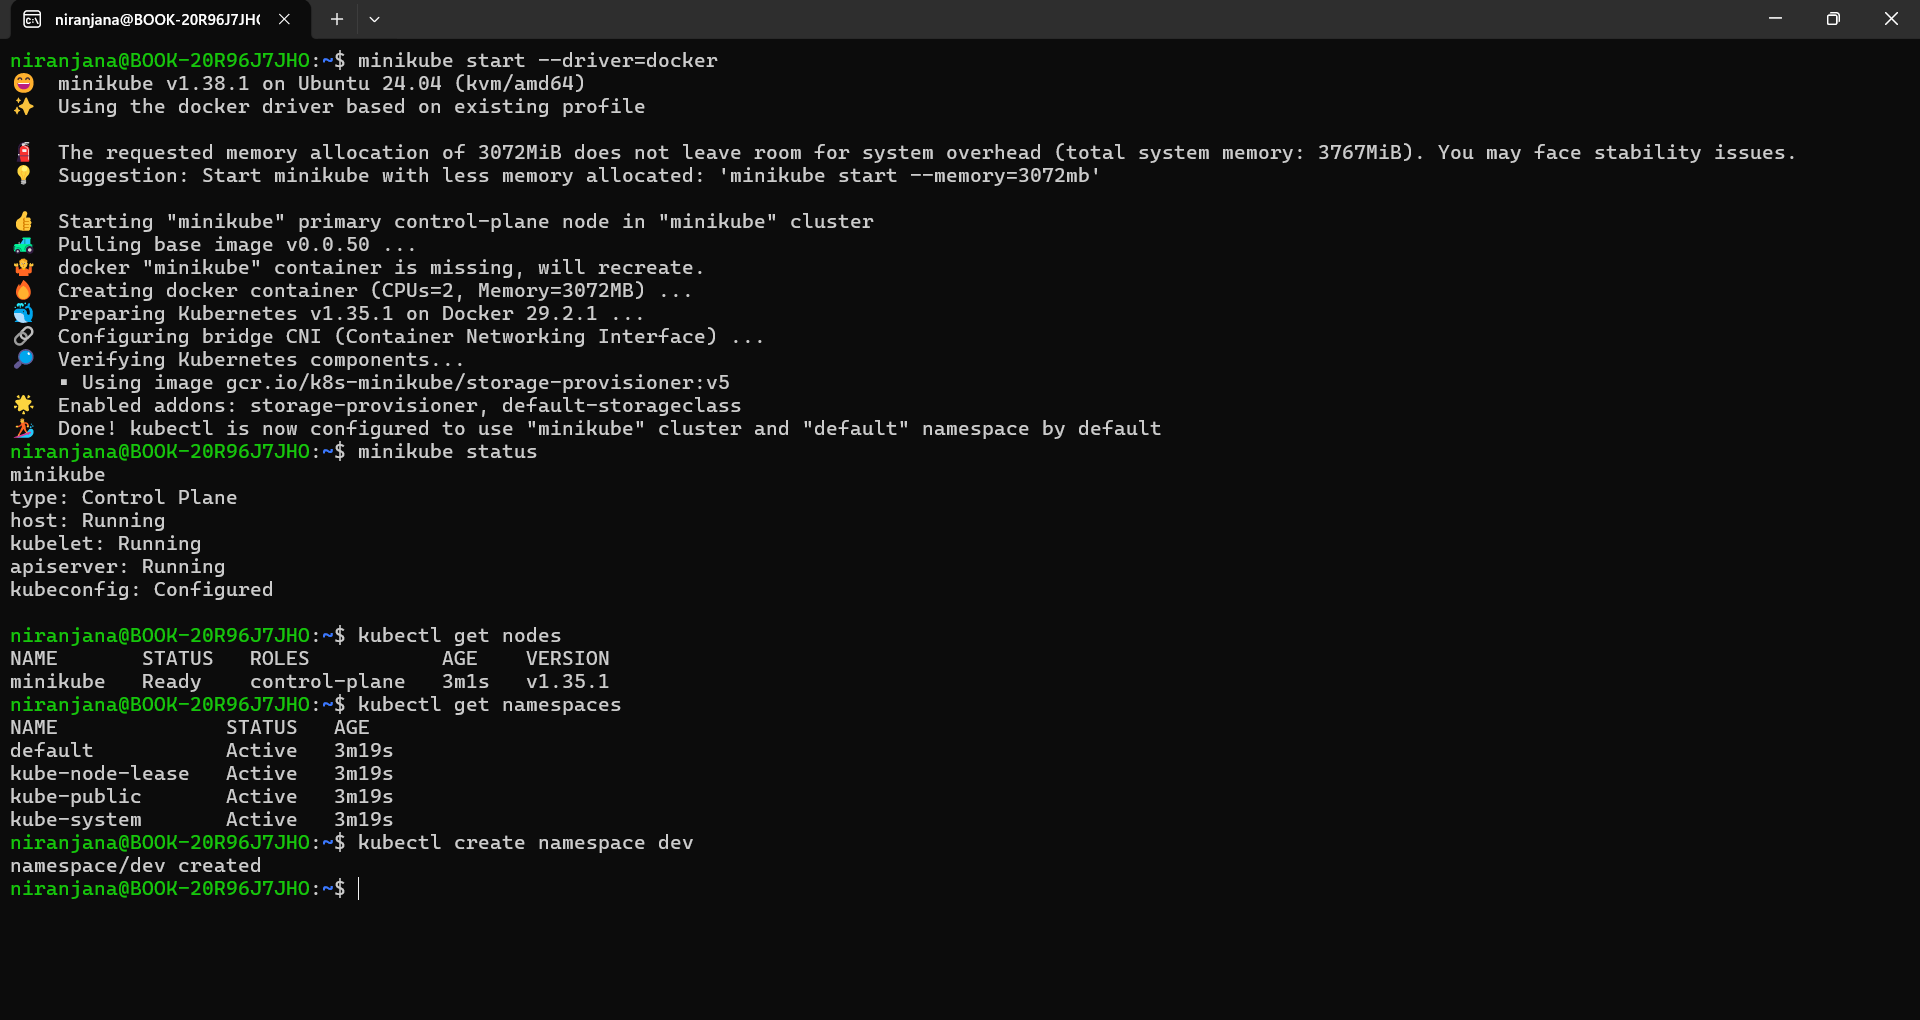 niranjana@BOOK-20R96J7JHO
niranjana@BOOK-20R96J7JHO:~$ minikube start --driver=docker
minikube v1.38.1 on Ubuntu 24.04 (kvm/amd64)
Using the docker driver based on existing profile
The requested memory allocation of 3072MiB does not leave room for system overhead (total system memory: 3767MiB). You may face stability issues.
Suggestion: Start minikube with less memory allocated: 'minikube start --memory=3072mb'
Starting "minikube" primary control-plane node in "minikube" cluster
Pulling base image v0.0.50 ...
docker "minikube" container is missing, will recreate.
Creating docker container (CPUs=2, Memory=3072MB) ...
Preparing Kubernetes v1.35.1 on Docker 29.2.1 ...
Configuring bridge CNI (Container Networking Interface) ...
Verifying Kubernetes components...
▪ Using image gcr.io/k8s-minikube/storage-provisioner:v5
Enabled addons: storage-provisioner, default-storageclass
Done! kubectl is now configured to use "minikube" cluster and "default" namespace by default
niranjana@BOOK-20R96J7JHO:~$ minikube status
minikube
type: Control Plane
host: Running
kubelet: Running
apiserver: Running
kubeconfig: Configured
niranjana@BOOK-20R96J7JHO:~$ kubectl get nodes
NAME       STATUS   ROLES           AGE    VERSION
minikube   Ready    control-plane   3m1s   v1.35.1
niranjana@BOOK-20R96J7JHO:~$ kubectl get namespaces
NAME              STATUS   AGE
default           Active   3m19s
kube-node-lease   Active   3m19s
kube-public       Active   3m19s
kube-system       Active   3m19s
niranjana@BOOK-20R96J7JHO:~$ kubectl create namespace dev
namespace/dev created
niranjana@BOOK-20R96J7JHO:~$